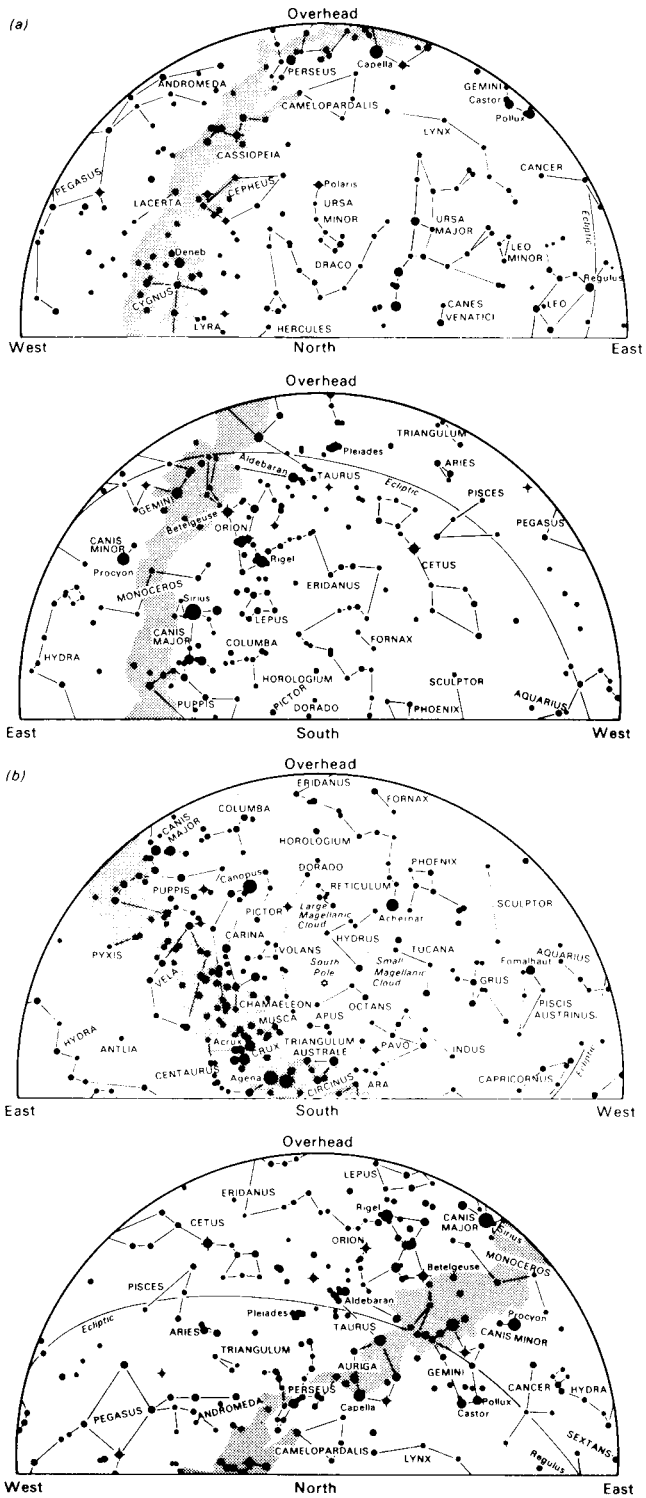 (a)
Overhead
PERSEUS
Capella
ANDROMEDA
GEMINI
Castor
Pollux
CAMELOPARDALIS
LYNX
CASSIOPEIA
CANCER
PEGASUS
CEPHEUS
Polaris
LACERTA
URSA
MINOR
URSA
MAJOR
Ecliptic
Deneb
DRACO
LEO
MINOR
Regulus
CYGNUS
LYRA
HERCULES
CANES
VENATICI
LEO
West
North
East
Overhead
TRIANGULUM
Pleiades
Aldebaran
TAURUS
ARIES
Ecliptic
GEMINI
PISCES
Betelgeuse
ORION
PEGASUS
CANIS
MINOR
Procyon
Rigel
CETUS
MONOCEROS
ERIDANUS
Sirius
LEPUS
CANIS
MAJOR
COLUMBA
FORNAX
HYDRA
HOROLOGIUM
SCULPTOR
PUPPIS
PICTOR
DORADO
PHOENIX
AQUARIUS
East
South
West
(b)
Overhead
ERIDANUS
FORNAX
COLUMBA
CANIS
MAJOR
HOROLOGIUM
DORADO
PHOENIX
PUPPIS
Canopus
RETICULUM
SCULPTOR
PICTOR
Large
Magellanic
Cloud
Achernar
CARINA
HYDRUS
PYXIS
VOLANS
TUCANA
AQUARIUS
South
Pole
Small
Magellanic
Cloud
Fomalhaut
VELA
GRUS
CHAMAELEON
OCTANS
PISCIS
AUSTRINUS
MUSCA
APUS
HYDRA
ANTLIA
Acrux
CRUX
TRIANGULUM
AUSTRALE
PAVO
INDUS
Ecliptic
CENTAURUS
Agena
CIRCINUS
ARA
CAPRICORNUS
East
South
West
Overhead
LEPUS
ERIDANUS
Rigel
CANIS
MAJOR
Sirius
CETUS
ORION
MONOCEROS
Betelgeuse
PISCES
Aldebaran
Ecliptic
Pleiades
Procyon
ARIES
TAURUS
CANIS MINOR
TRIANGULUM
AURIGA
GEMINI
PERSEUS
CANCER
HYDRA
PEGASUS
ANDROMEDA
Capella
Pollux
Castor
CAMELOPARDALIS
LYNX
SEXTANS
Regulus
West
North
East